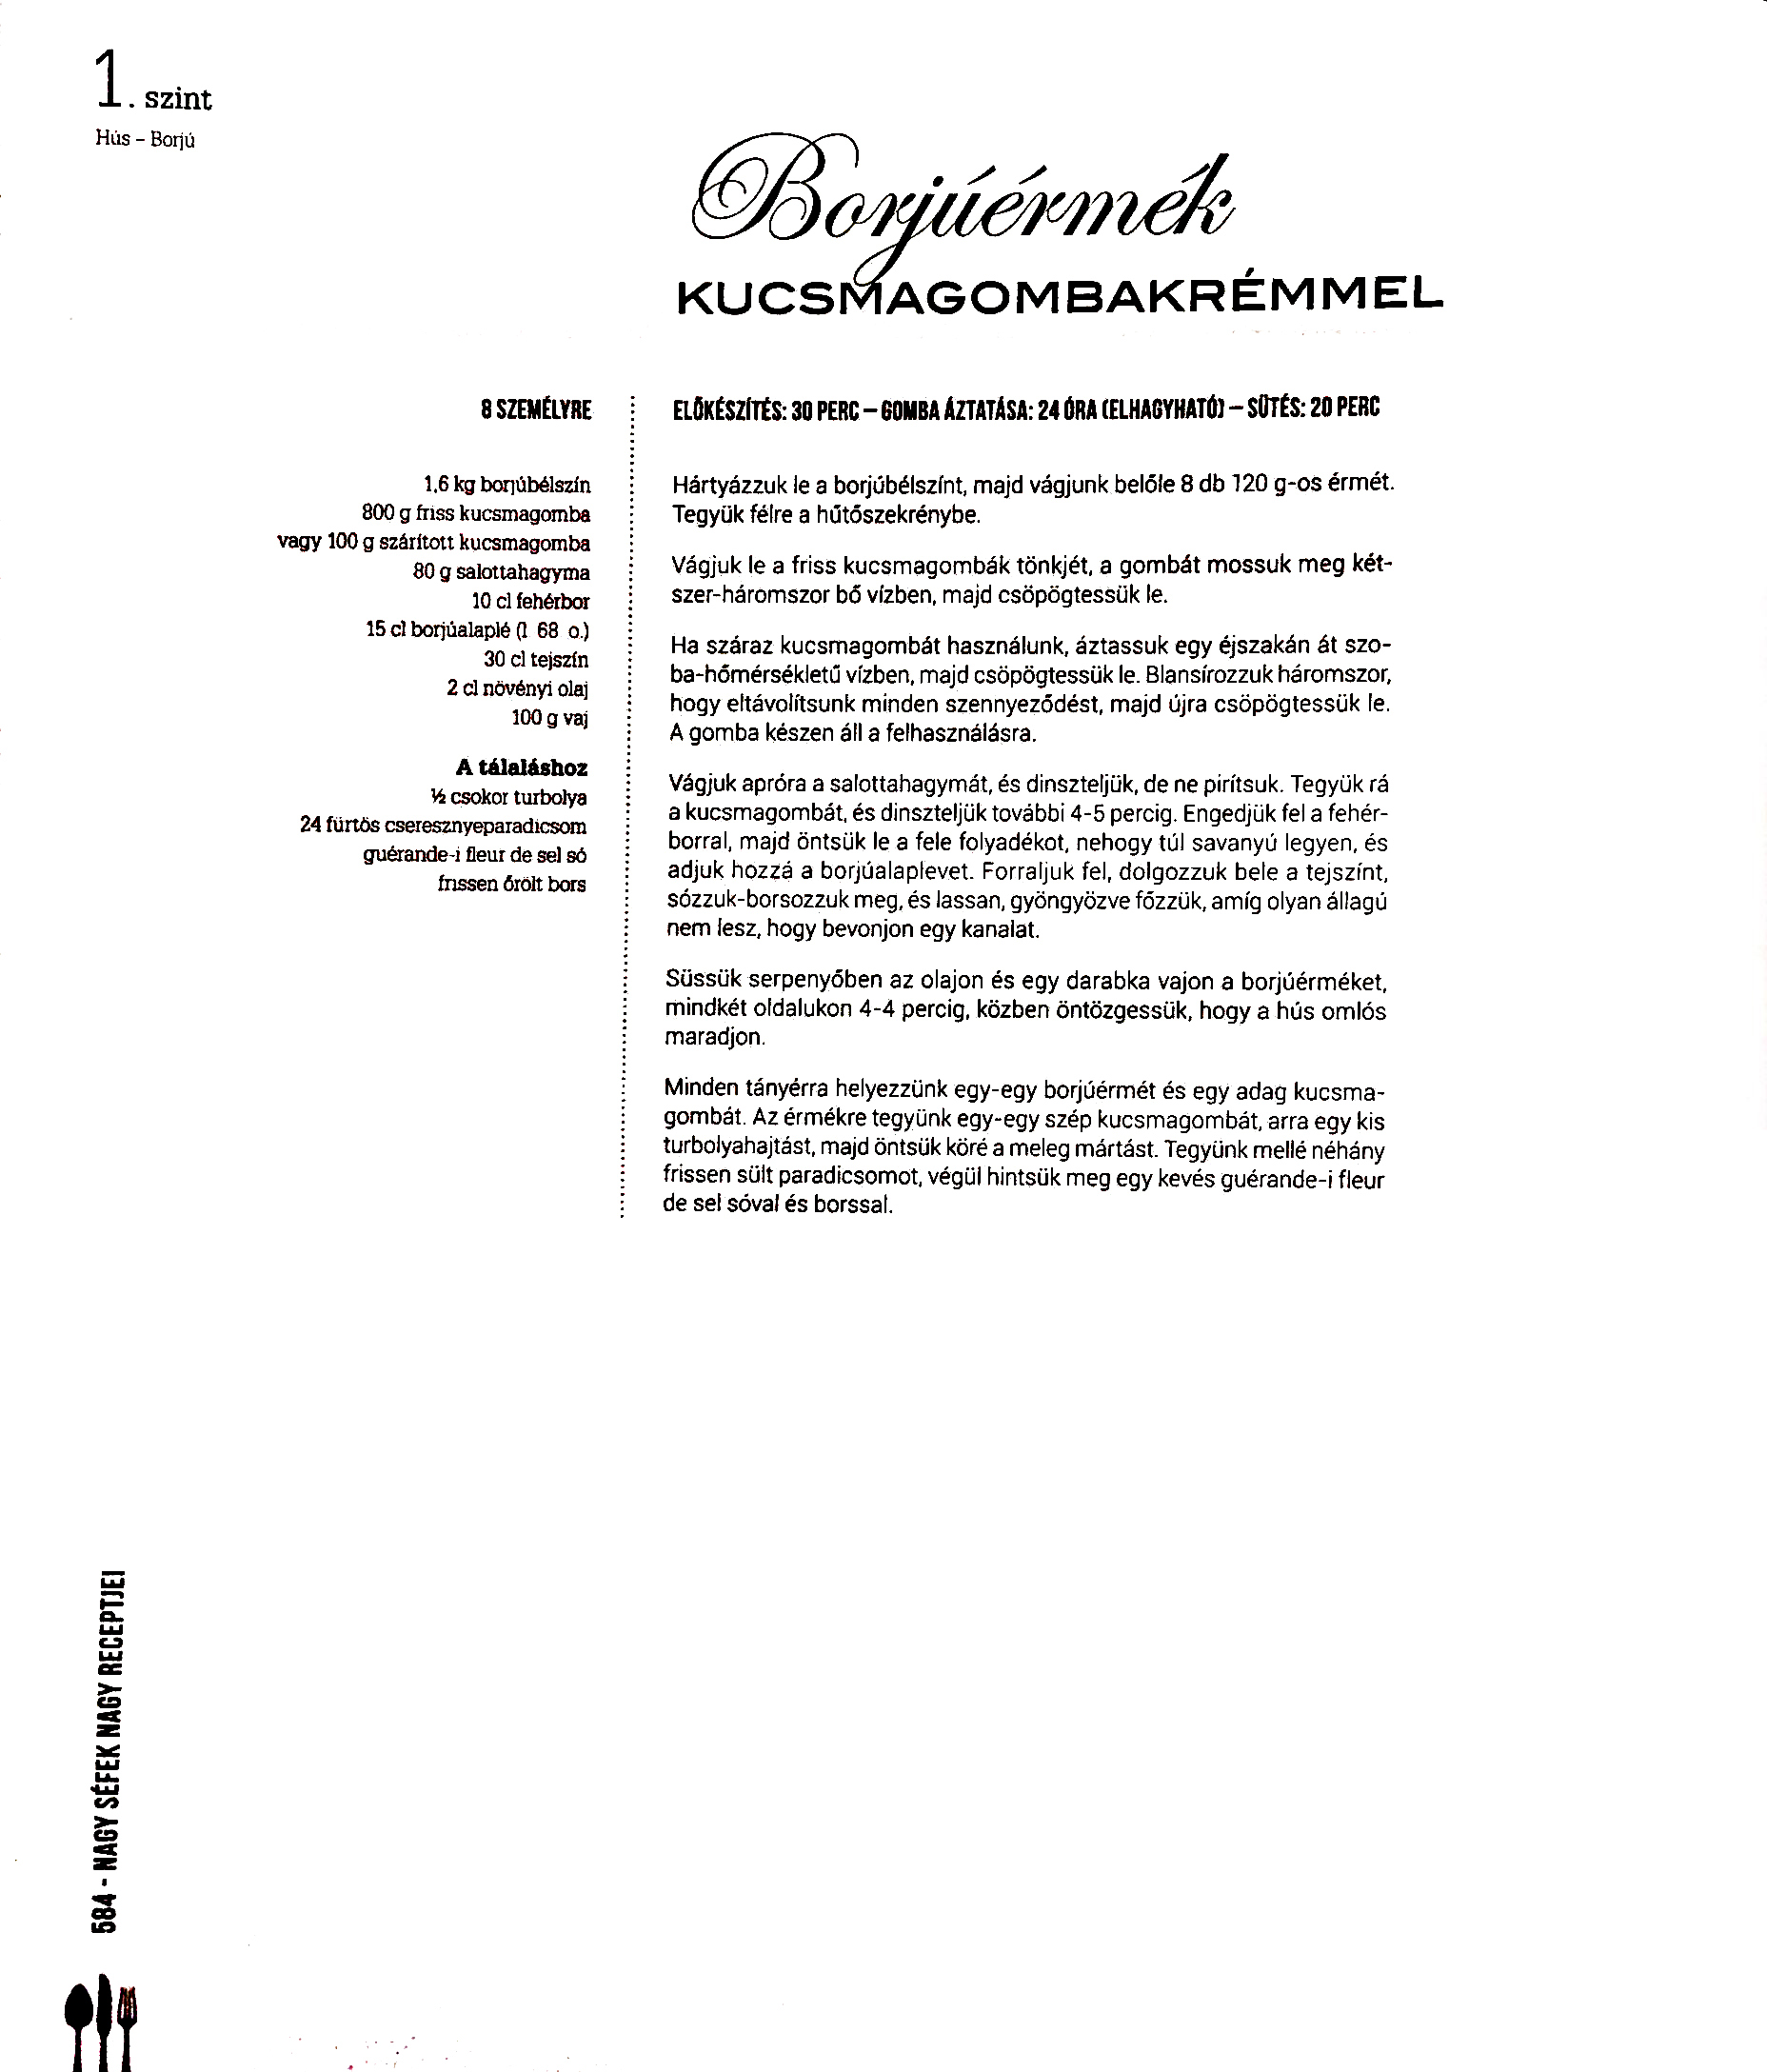 1. szint
Hús – Borjú
Borjúérmék
KUCSMAGOMBAKRÉMMEL
8 SZEMÉLYRE
1,6 kg borjúbélszín
800 g friss kucsmagomba
vagy 100 g szárított kucsmagomba
80 g salottahagyma
10 cl fehérbor
15 cl borjúalaplé (l 68 o.)
30 cl tejszín
2 cl növényi olaj
100 g vaj
A tálaláshoz
½ csokor turbolya
24 fürtös cseresznyeparadicsom
guérande-i fleur de sel só
frissen őrölt bors
ELŐKÉSZÍTÉS: 30 PERC – GOMBA ÁZTATÁSA: 24 ÓRA (ELHAGYHATÓ) – SÜTÉS: 20 PERC
Hártyázzuk le a borjúbélszínt, majd vágjunk belőle 8 db 120 g-os érmét.
Tegyük félre a hűtőszekrénybe.
Vágjuk le a friss kucsmagombák tönkjét, a gombát mossuk meg két-
szer-háromszor bő vízben, majd csöpögtessük le.
Ha száraz kucsmagombát használunk, áztassuk egy éjszakán át szo-
ba-hőmérsékletű vízben, majd csöpögtessük le. Blansírozzuk háromszor,
hogy eltávolítsunk minden szennyeződést, majd újra csöpögtessük le.
A gomba készen áll a felhasználásra.
Vágjuk apróra a salottahagymát, és dinszteljük, de ne pirítsuk. Tegyük rá
a kucsmagombát, és dinszteljük további 4-5 percig. Engedjük fel a fehér-
borral, majd öntsük le a fele folyadékot, nehogy túl savanyú legyen, és
adjuk hozzá a borjúalaplevet. Forraljuk fel, dolgozzuk bele a tejszínt,
sózzuk-borsozzuk meg, és lassan, gyöngyözve főzzük, amíg olyan állagú
nem lesz, hogy bevonjon egy kanalat.
Süssük serpenyőben az olajon és egy darabka vajon a borjúérméket,
mindkét oldalukon 4-4 percig, közben öntözgessük, hogy a hús omlós
maradjon.
Minden tányérra helyezzünk egy-egy borjúérmét és egy adag kucsma-
gombát. Az érmékre tegyünk egy-egy szép kucsmagombát, arra egy kis
turbolyahajtást, majd öntsük köré a meleg mártást. Tegyünk mellé néhány
frissen sült paradicsomot, végül hintsük meg egy kevés guérande-i fleur
de sel sóval és borssal.
584 - NAGY SÉFEK NAGY RECEPTJEI